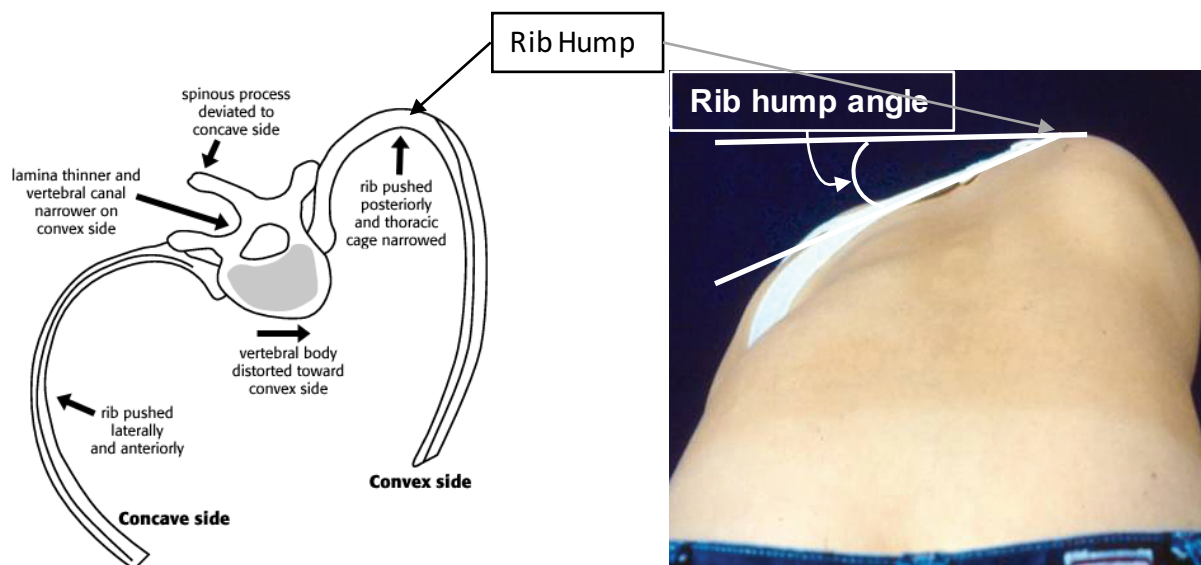 Rib Hump
spinous process
deviated to
concave side
lamina thinner and
vertebral canal
narrower on
convex side
rib pushed
posteriorly
and thoracic
cage narrowed
vertebral body
distorted toward
convex side
rib pushed
laterally
and anteriorly
Convex side
Concave side
Rib hump angle